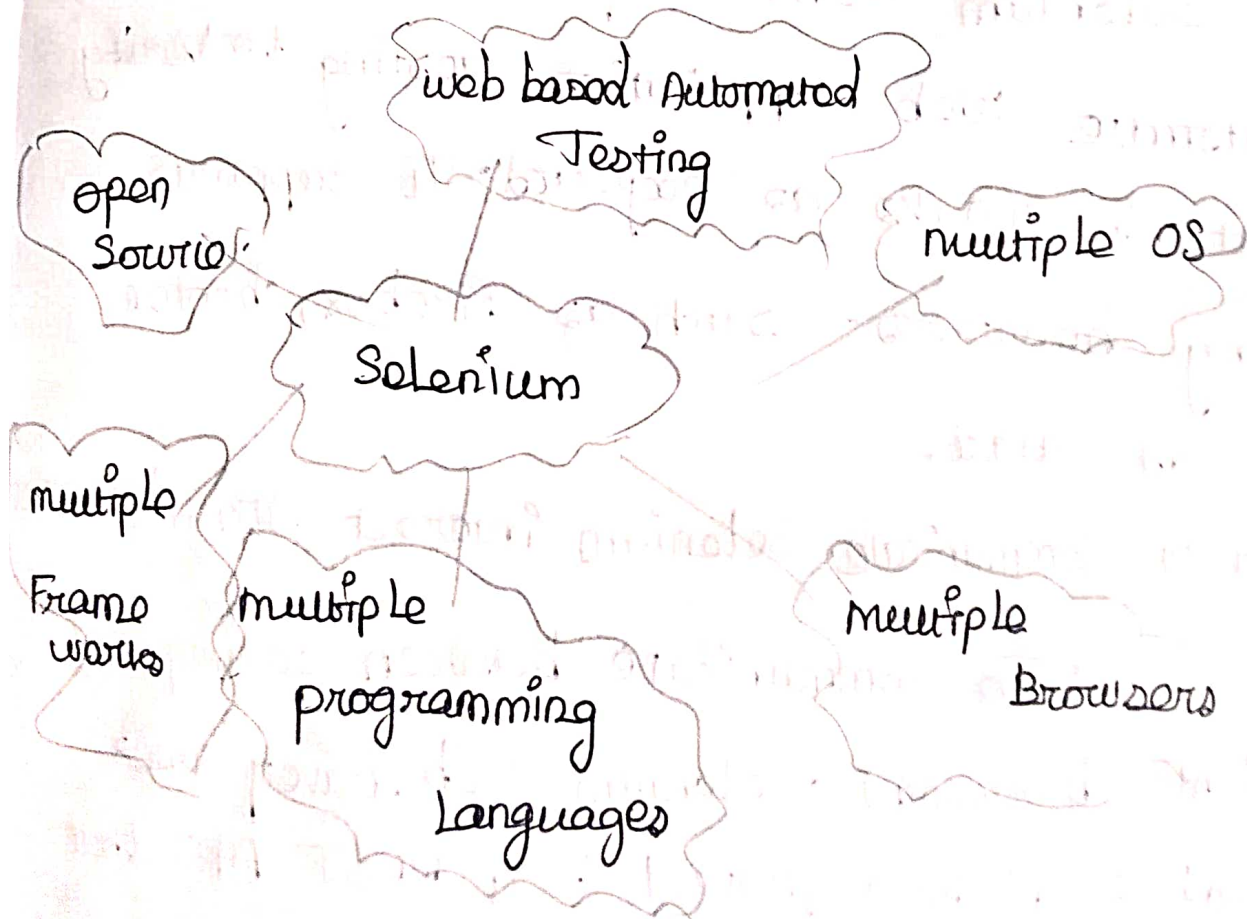 web based Automated
Testing
open
Source
multiple OS
Selenium
multiple
Frame
works
multiple
programming
Languages
multiple
Browsers